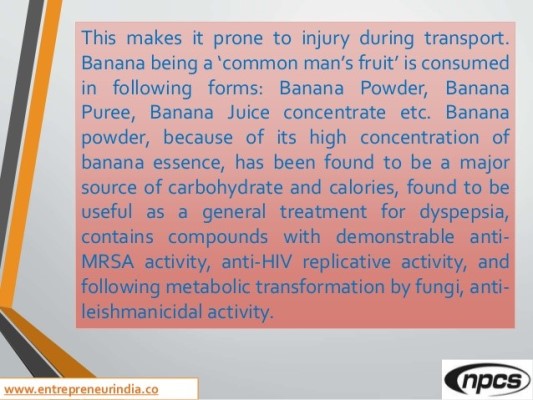 This makes it prone to injury during transport.
Banana being a ‘common man’s fruit’ is consumed
in following forms: Banana Powder, Banana
Puree, Banana Juice concentrate etc. Banana
powder, because of its high concentration of
banana essence, has been found to be a major
source of carbohydrate and calories, found to be
useful as a general treatment for dyspepsia,
contains compounds with demonstrable anti-
MRSA activity, anti-HIV replicative activity, and
following metabolic transformation by fungi, anti-
leishmanicidal activity.
www.entrepreneurindia.co
npcs